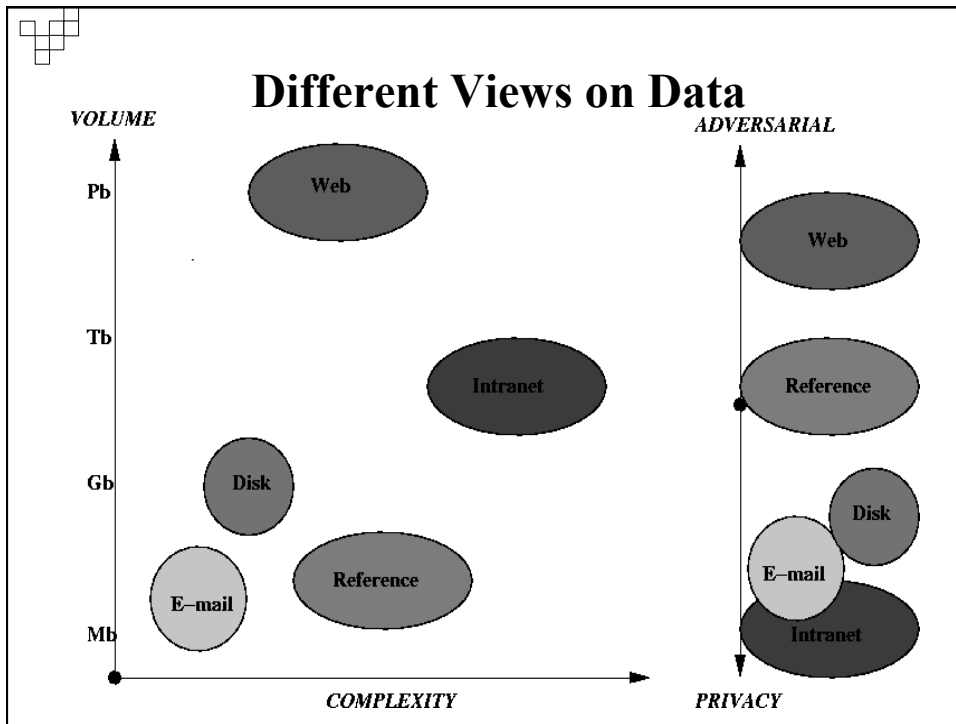 Different Views on Data
VOLUME
Pb
Tb
Gb
Mb
Web
Intranet
Disk
Reference
E−mail
COMPLEXITY
ADVERSARIAL
Web
Reference
Disk
E−mail
Intranet
PRIVACY